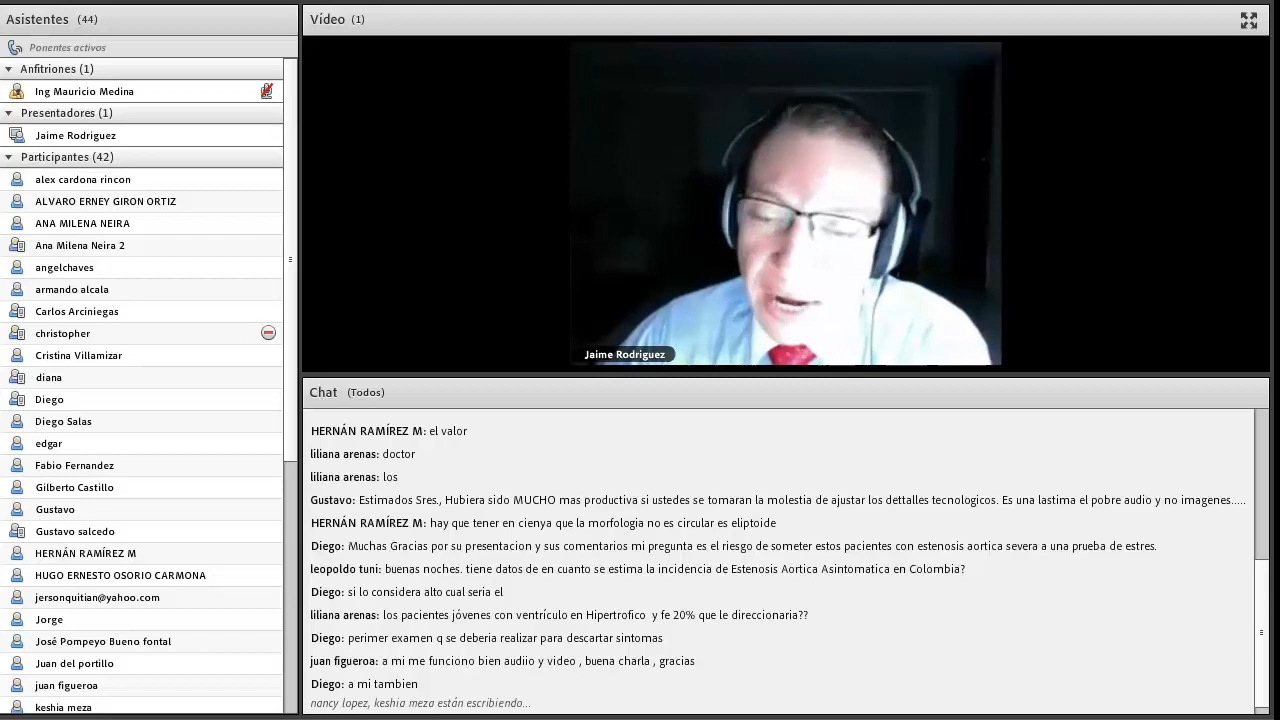 Asistentes (44)
Ponentes activos
Anfitriones (1)
Ing Mauricio Medina
Presentadores (1)
Jaime Rodriguez
Participantes (42)
alex cardona rincon
ALVARO ERNEY GIRON ORTIZ
ANA MILENA NEIRA
Ana Milena Neira 2
angelchaves
armando alcala
Carlos Arciniegas
christopher
Cristina Villamizar
diana
Diego
Diego Salas
edgar
Fabio Fernandez
Gilberto Castillo
Gustavo
Gustavo salcedo
HERNÁN RAMÍREZ M
HUGO ERNESTO OSORIO CARMONA
jersonquitian@yahoo.com
Jorge
José Pompeyo Bueno fontal
Juan del portillo
juan figueroa
keshia meza
Vídeo (1)
Jaime Rodriguez
Chat (Todos)
HERNÁN RAMÍREZ M: el valor
liliana arenas: doctor
liliana arenas: los
Gustavo: Estimados Sres., Hubiera sido MUCHO mas productiva si ustedes se tomaran la molestia de ajustar los dettalles tecnologicos. Es una lastima el pobre audio y no imagenes.....
HERNÁN RAMÍREZ M: hay que tener en cienya que la morfologia no es circular es eliptoide
Diego: Muchas Gracias por su presentacion y sus comentarios mi pregunta es el riesgo de someter estos pacientes con estenosis aortica severa a una prueba de estres.
leopoldo tuni: buenas noches. tiene datos de en cuanto se estima la incidencia de Estenosis Aortica Asintomatica en Colombia?
Diego: si lo considera alto cual seria el
liliana arenas: los pacientes jóvenes con ventrículo en Hipertrofico y fe 20% que le direccionaria??
Diego: perimer examen q se deberia realizar para descartar sintomas
juan figueroa: a mi me funciono bien audiio y video , buena charla , gracias
Diego: a mi tambien
nancy lopez, keshia meza están escribiendo...